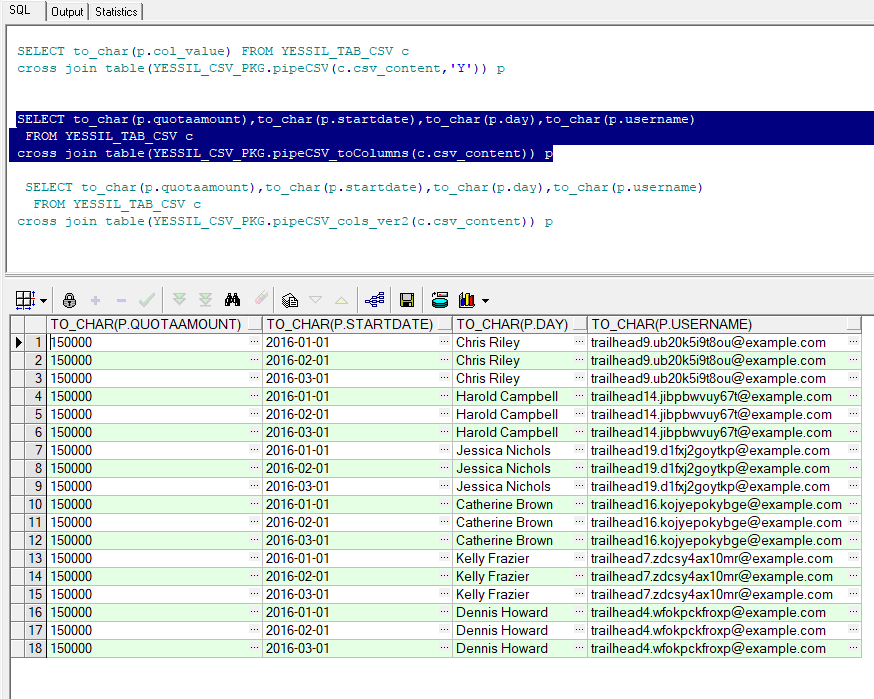 SQL Output Statistics
SELECT to_char(p.col_value) FROM YESSIL_TAB_CSV c
cross join table(YESSIL_CSV_PKG.pipeCSV(c.csv_content,'Y')) p
SELECT to_char(p.quotaamount),to_char(p.startdate),to_char(p.day),to_char(p.username)
FROM YESSIL_TAB_CSV c
cross join table(YESSIL_CSV_PKG.pipeCSV_toColumns(c.csv_content)) p
SELECT to_char(p.quotaamount),to_char(p.startdate),to_char(p.day),to_char(p.username)
FROM YESSIL_TAB_CSV c
cross join table(YESSIL_CSV_PKG.pipeCSV_cols_ver2(c.csv_content)) p
TO_CHAR(P.QUOTAAMOUNT) TO_CHAR(P.STARTDATE) TO_CHAR(P.DAY) TO_CHAR(P.USERNAME)
1 150000 2016-01-01 Chris Riley trailhead9.ub20k5i9t8ou@example.com
2 150000 2016-02-01 Chris Riley trailhead9.ub20k5i9t8ou@example.com
3 150000 2016-03-01 Chris Riley trailhead9.ub20k5i9t8ou@example.com
4 150000 2016-01-01 Harold Campbell trailhead14.jibpbwvuy67t@example.com
5 150000 2016-02-01 Harold Campbell trailhead14.jibpbwvuy67t@example.com
6 150000 2016-03-01 Harold Campbell trailhead14.jibpbwvuy67t@example.com
7 150000 2016-01-01 Jessica Nichols trailhead19.d1fxj2goytkp@example.com
8 150000 2016-02-01 Jessica Nichols trailhead19.d1fxj2goytkp@example.com
9 150000 2016-03-01 Jessica Nichols trailhead19.d1fxj2goytkp@example.com
10 150000 2016-01-01 Catherine Brown trailhead16.kojyepokybge@example.com
11 150000 2016-02-01 Catherine Brown trailhead16.kojyepokybge@example.com
12 150000 2016-03-01 Catherine Brown trailhead16.kojyepokybge@example.com
13 150000 2016-01-01 Kelly Frazier trailhead7.zdcsy4ax10mr@example.com
14 150000 2016-02-01 Kelly Frazier trailhead7.zdcsy4ax10mr@example.com
15 150000 2016-03-01 Kelly Frazier trailhead7.zdcsy4ax10mr@example.com
16 150000 2016-01-01 Dennis Howard trailhead4.wfokpckfroxp@example.com
17 150000 2016-02-01 Dennis Howard trailhead4.wfokpckfroxp@example.com
18 150000 2016-03-01 Dennis Howard trailhead4.wfokpckfroxp@example.com